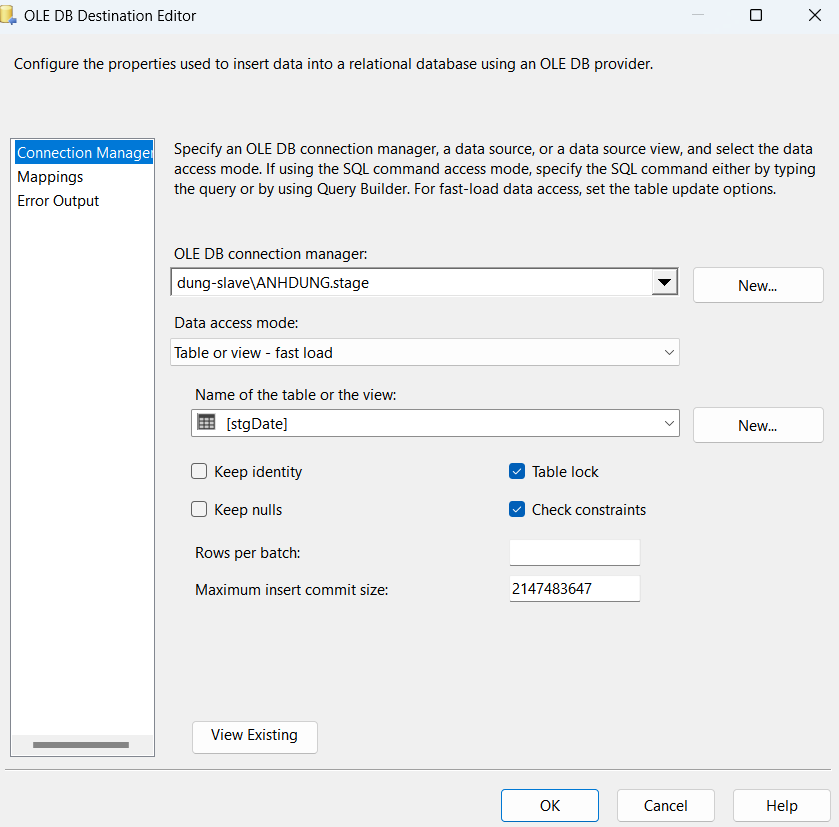 OLE DB Destination Editor
Configure the properties used to insert data into a relational database using an OLE DB provider.
Connection Manager
Mappings
Error Output
Specify an OLE DB connection manager, a data source, or a data source view, and select the data
access mode. If using the SQL command access mode, specify the SQL command either by typing
the query or by using Query Builder. For fast-load data access, set the table update options.
OLE DB connection manager:
dung-slave\ANHDUNG.stage
New...
Data access mode:
Table or view - fast load
Name of the table or the view:
[stgDate]
New...
Keep identity
Table lock
Keep nulls
Check constraints
Rows per batch:
Maximum insert commit size:
2147483647
View Existing
OK
Cancel
Help